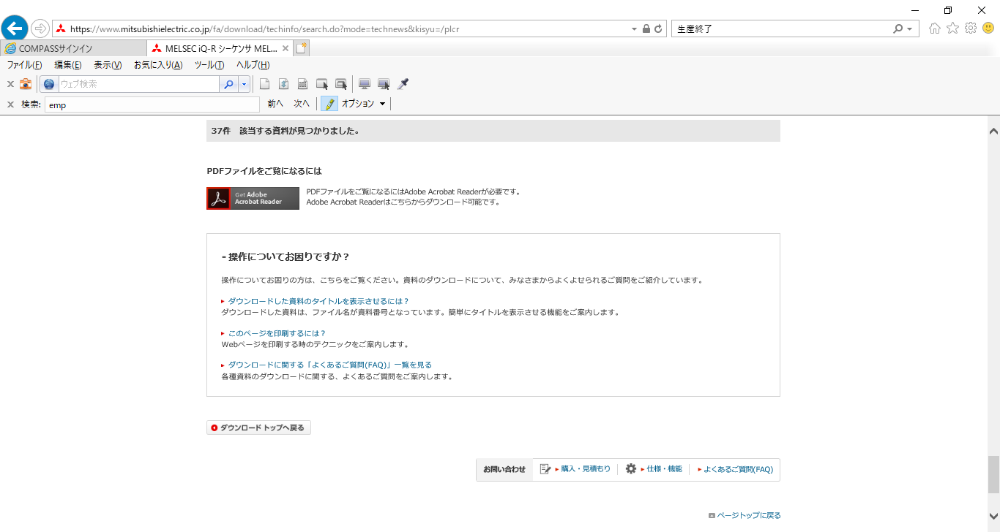 https://www.mitsubishielectric.co.jp/fa/download/techinfo/search.do?mode=technews&kisyu=/plcr
生産終了
COMPASSサインイン
MELSEC iQ-R シーケンサ MEL...
ファイル(F) 編集(E) 表示(V) お気に入り(A) ツール(T) ヘルプ(H)
ウェブ検索
検索: emp 前へ 次へ オプション
37件 該当する資料が見つかりました。
PDFファイルをご覧になるには
Get Adobe
Acrobat Reader
PDFファイルをご覧になるにはAdobe Acrobat Readerが必要です。
Adobe Acrobat Readerはこちらからダウンロード可能です。
- 操作についてお困りですか？
操作についてお困りの方は、こちらをご覧ください。資料のダウンロードについて、みなさまからよくよせられるご質問をご紹介しています。
ダウンロードした資料のタイトルを表示させるには？
ダウンロードした資料は、ファイル名が資料番号となっています。簡単にタイトルを表示させる機能をご案内します。
このページを印刷するには？
Webページを印刷する時のテクニックをご案内します。
ダウンロードに関する「よくあるご質問(FAQ)」一覧を見る
各種資料のダウンロードに関する、よくあるご質問をご案内します。
ダウンロード トップへ戻る
お問い合わせ 購入・見積もり 仕様・機能 よくあるご質問(FAQ)
ページトップに戻る